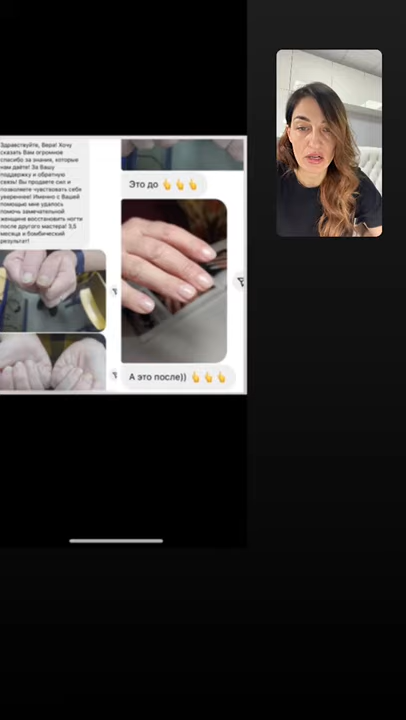 Здравствуйте, Вера! Хочу
сказать Вам огромное
спасибо за знания, которые
нам даёте! За Вашу
поддержку и обратную
связь! Вы придаете сил и
позволяете чувствовать себя
увереннее! Именно с Вашей
помощью мне удалось
помочь замечательной
женщине восстановить ногти
после другого мастера! 3,5
месяца и бомбический
результат!
Это до 👆👆👆
А это после)) 👆👆👆